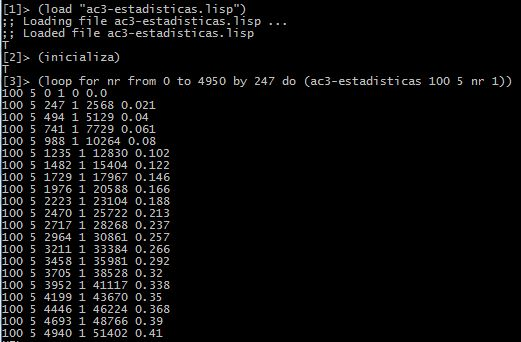 [1]> (load "ac3-estadisticas.lisp")
;; Loading file ac3-estadisticas.lisp ...
;; Loaded file ac3-estadisticas.lisp
T
[2]> (inicializa)
T
[3]> (loop for nr from 0 to 4950 by 247 do (ac3-estadisticas 100 5 nr 1))
100 5 0 1 0 0.0
100 5 247 1 2568 0.021
100 5 494 1 5129 0.04
100 5 741 1 7729 0.061
100 5 988 1 10264 0.08
100 5 1235 1 12830 0.102
100 5 1482 1 15404 0.122
100 5 1729 1 17967 0.146
100 5 1976 1 20588 0.166
100 5 2223 1 23104 0.188
100 5 2470 1 25722 0.213
100 5 2717 1 28268 0.237
100 5 2964 1 30861 0.257
100 5 3211 1 33384 0.266
100 5 3458 1 35981 0.292
100 5 3705 1 38528 0.32
100 5 3952 1 41117 0.338
100 5 4199 1 43670 0.35
100 5 4446 1 46224 0.368
100 5 4693 1 48766 0.39
100 5 4940 1 51402 0.41